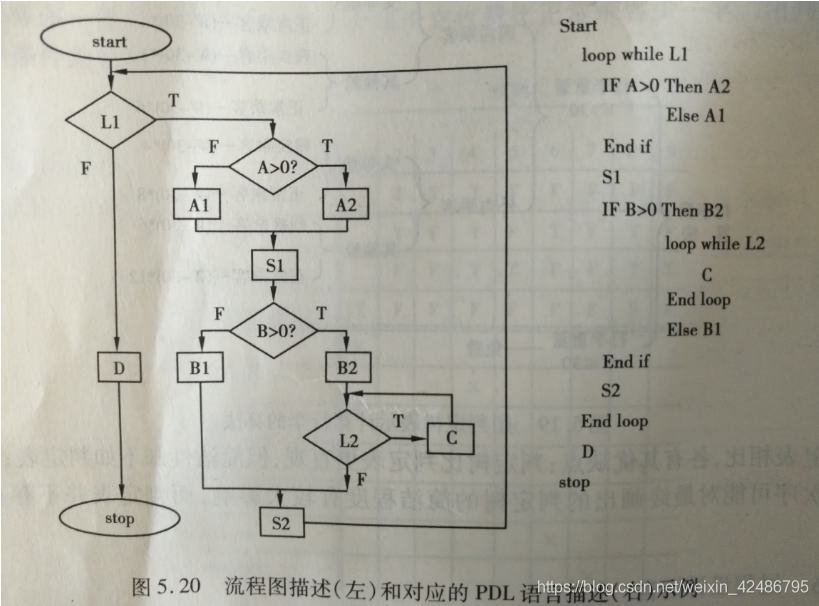 start
L1
T
F
A>0?
F
T
A1
A2
S1
B>0?
F
T
D
B1
B2
L2
T
C
F
stop
S2
Start
loop while L1
IF A>0 Then A2
Else A1
End if
S1
IF B>0 Then B2
loop while L2
C
End loop
Else B1
End if
S2
End loop
D
stop
图 5.20 流程图描述(左)和对应的 PDL 语言描述(右)示例
https://blog.csdn.net/weixin_42486795